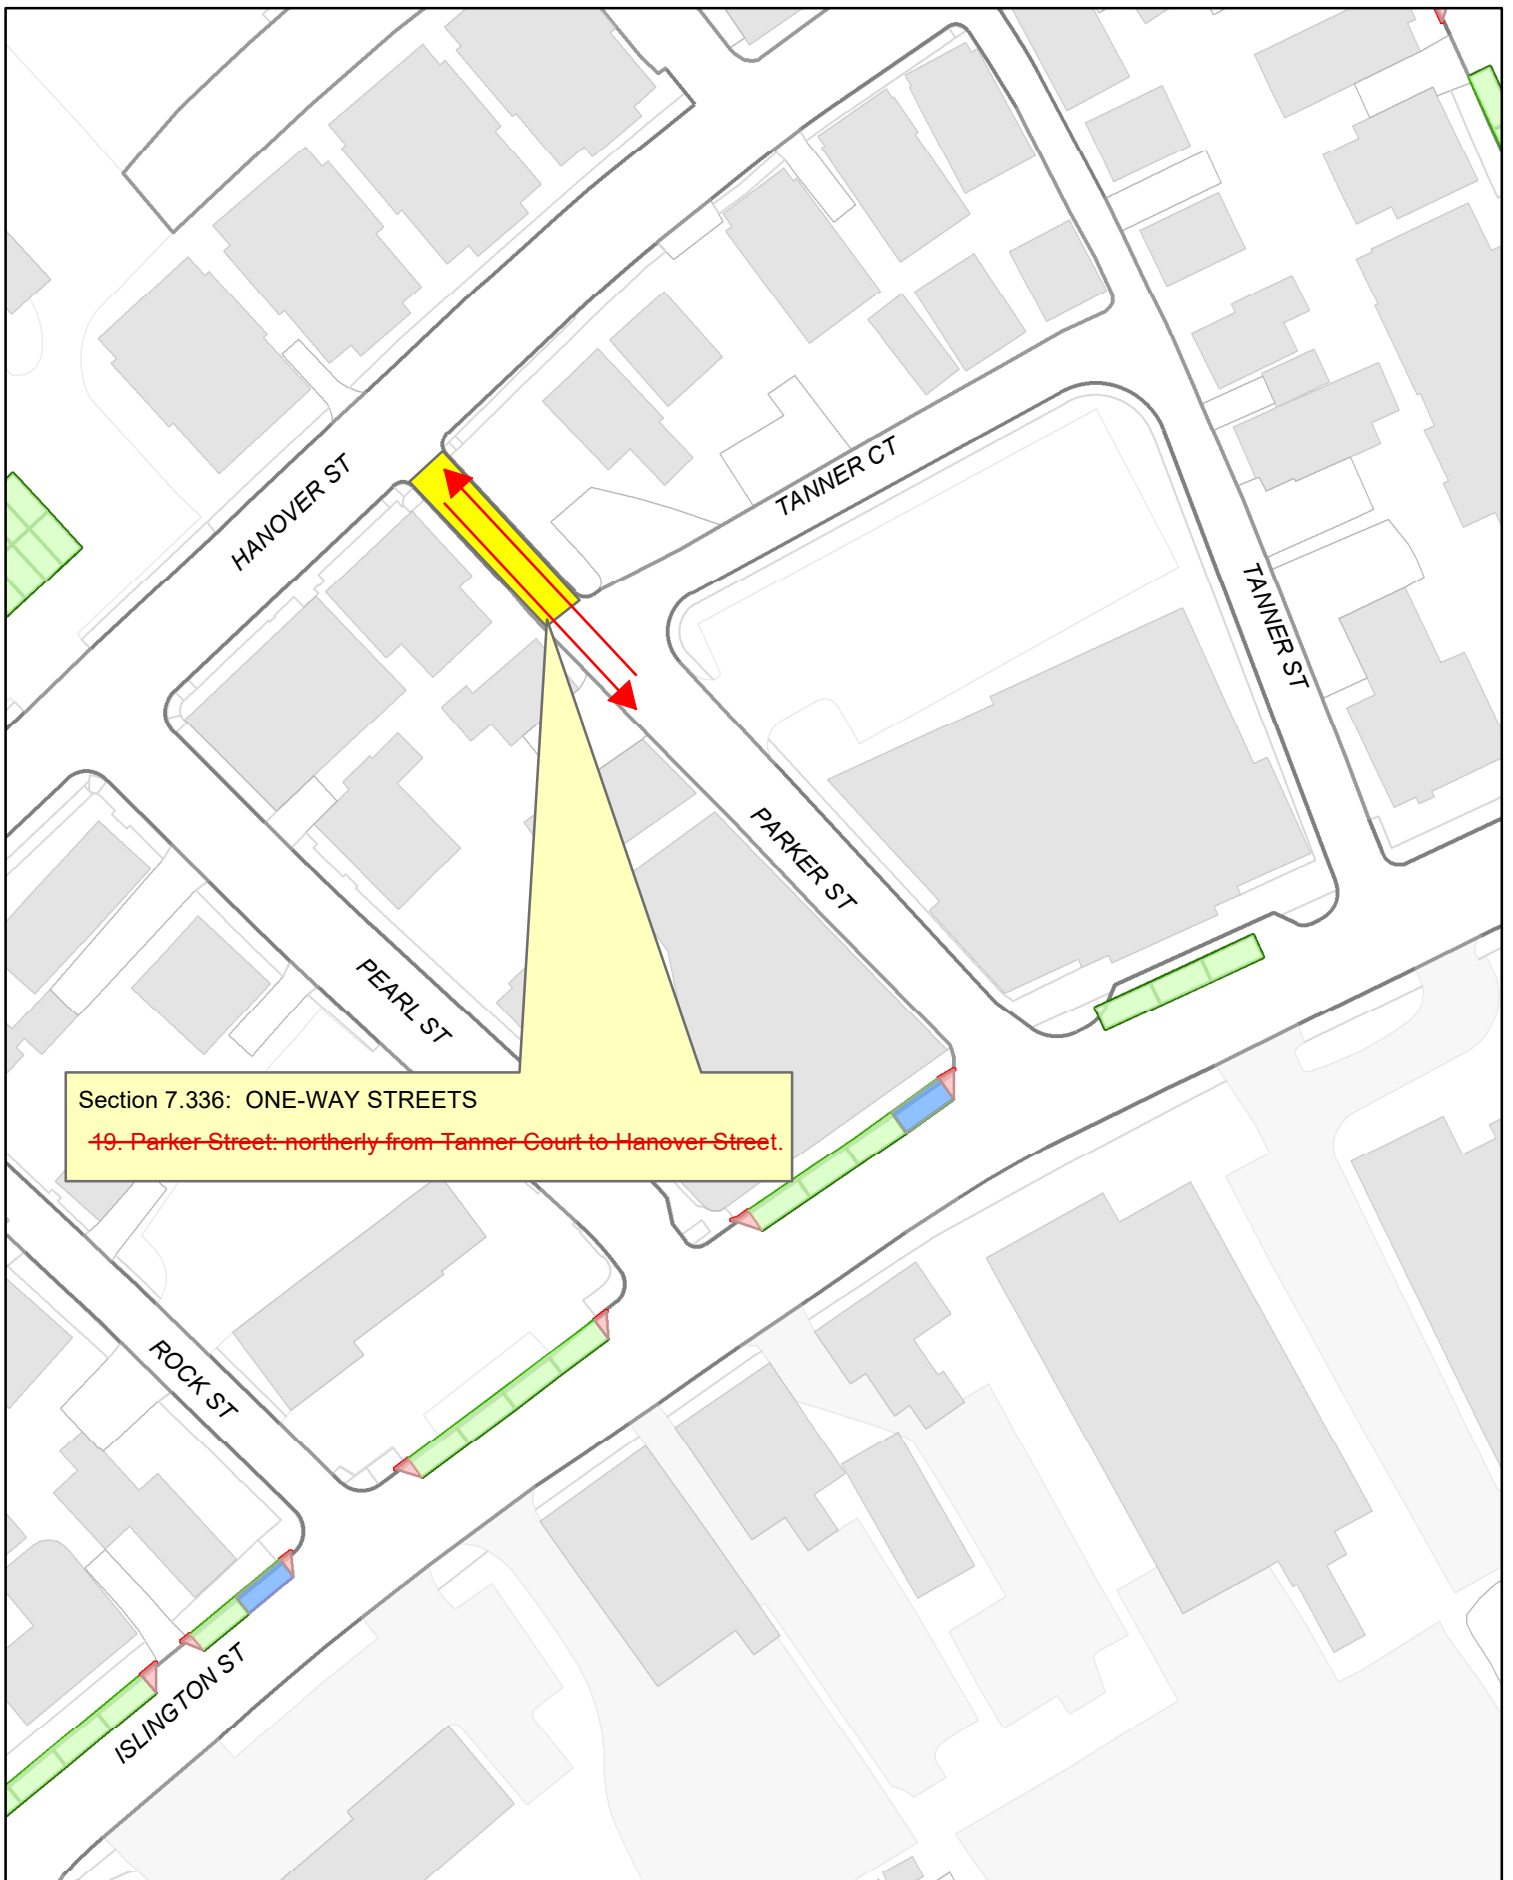 HANOVER ST
TANNER CT
TANNER ST
PARKER ST
PEARL ST
Section 7.336: ONE-WAY STREETS
19. Parker Street: northerly from Tanner Court to Hanover Street.
ROCK ST
ISLINGTON ST